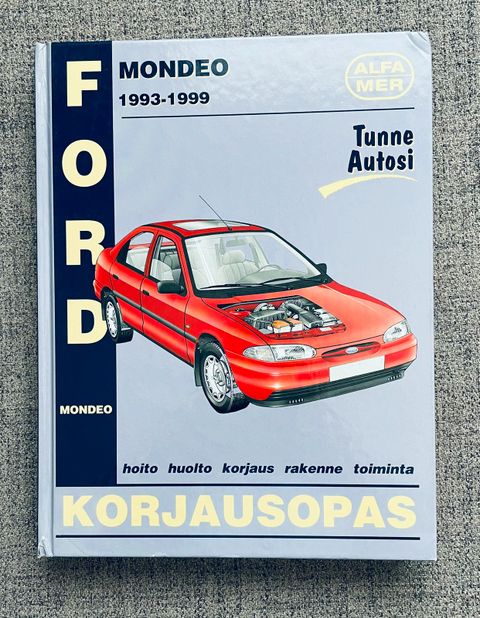 FORD
MONDEO
1993-1999
ALFA
MER
Tunne
Autosi
MONDEO
hoito huolto korjaus rakenne toiminta
KORJAUSOPAS